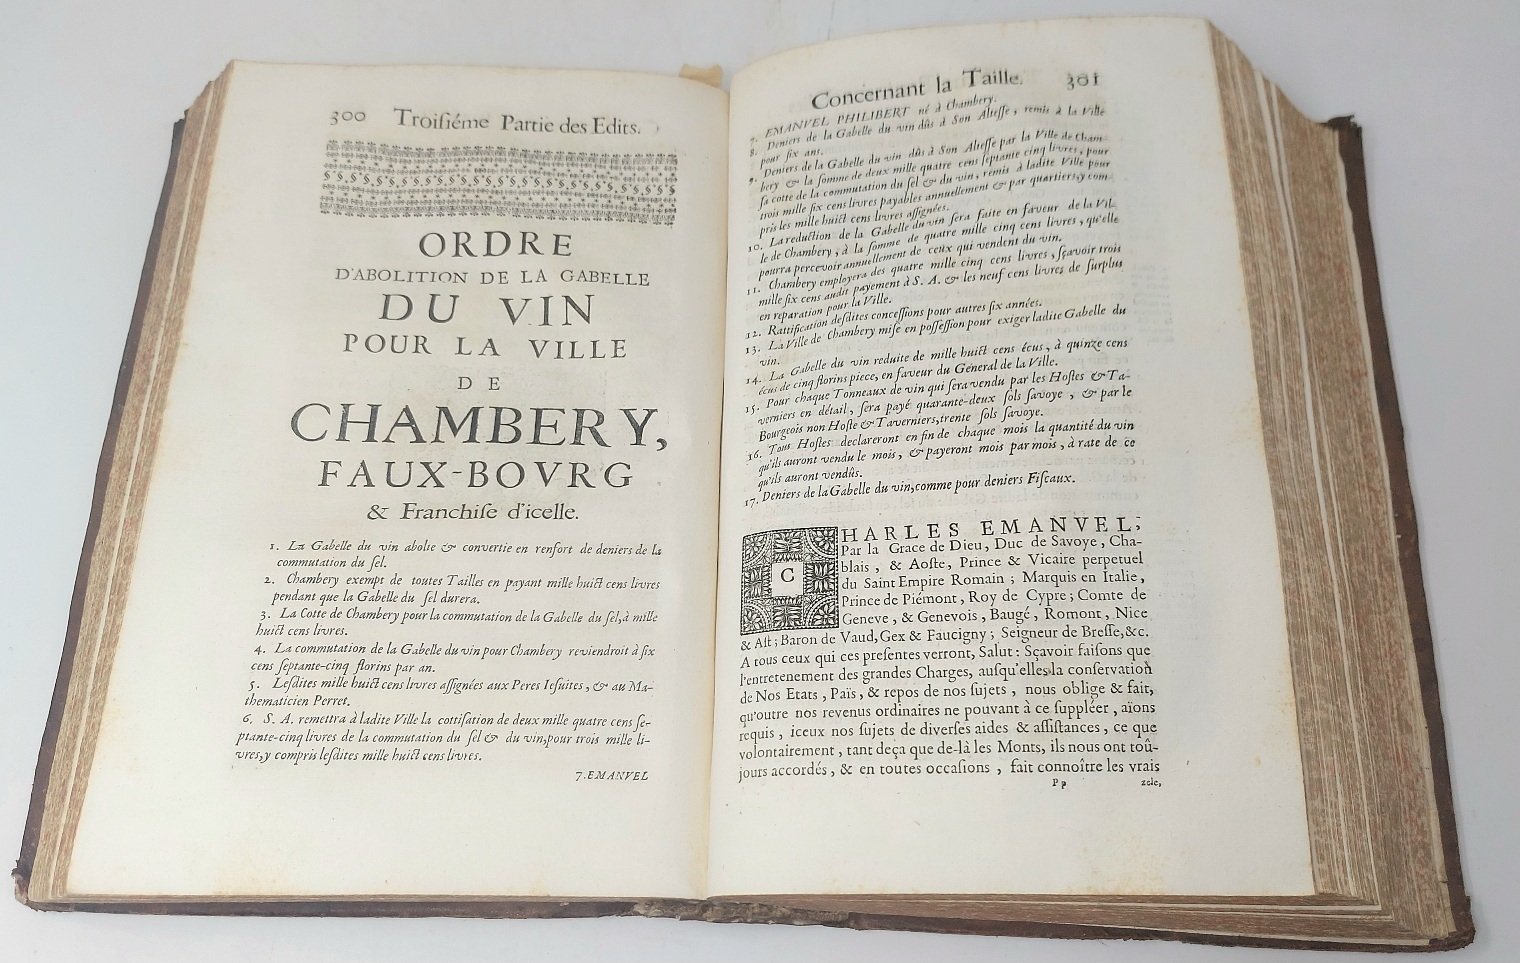 300 Troisiéme Partie des Edits.
ORDRE
D'ABOLITION DE LA GABELLE
DU VIN
POUR LA VILLE
DE
CHAMBERY,
FAUX-BOVRG
& Franchise d'icelle.
1. La Gabelle du vin abolie & convertie en renfort de deniers de la
commutation du sel.
2. Chambery exempt de toutes Tailles en payant mille huict cens livres
pendant que la Gabelle du sel durera.
3. La Cotte de Chambery pour la commutation de la Gabelle du sel, à mille
huict cens livres.
4. La commutation de la Gabelle du vin pour Chambery reviendroit à six
cens septante-cinq florins par an.
5. Lesdites mille huict cens livres assignées aux Peres Iesuites, & au Ma-
thematicien Perret.
6. S. A. remettra à ladite Ville la cottisation de deux mille quatre cens se-
ptante-cinq livres de la commutation du sel & du vin, pour trois mille li-
vres, y compris lesdites mille huict cens livres.
7. EMANVEL
Concernant la Taille. 301
7. EMANVEL PHILIBERT né à Chambery.
8. Deniers de la Gabelle du vin dûs à Son Altesse, remis à la Ville
pour six ans.
9. Deniers de la Gabelle du vin dûs à Son Altesse par la Ville de Cham-
bery & la somme de deux mille quatre cens septante cinq livres, pour
sa cotte de la commutation du sel & du vin, remis à ladite Ville pour
trois mille six cens livres payables annuellement & par quartiers, y com-
pris les mille huict cens livres assignées.
10. La reduction de la Gabelle du vin sera faite en faveur de la Vil-
le de Chambery, à la somme de quatre mille cinq cens livres, qu'elle
pourra percevoir annuellement de ceux qui vendent du vin.
11. Chambery employera des quatre mille cinq cens livres, sçavoir trois
mille six cens audit payement à S. A. & les neuf cens livres de surplus
en reparation pour la Ville.
12. Rattification desdites concessions pour autres six années.
13. La Ville de Chambery mise en possession pour exiger ladite Gabelle du
vin.
14. La Gabelle du vin reduite de mille huict cens écus, à quinze cens
écus de cinq florins piece, en faveur du General de la Ville.
15. Pour chaque Tonneaux de vin qui sera vendu par les Hostes & Ta-
verniers en détail, sera payé quarante-deux sols savoye, & par le
Bourgeois non Hoste & Taverniers, trente sols savoye.
16. Tous Hostes declareront en fin de chaque mois la quantité du vin
qu'ils auront vendu le mois, & payeront mois par mois, à rate de ce
qu'ils auront vendûs.
17. Deniers de la Gabelle du vin, comme pour deniers Fiscaux.
CHARLES EMANVEL,
Par la Grace de Dieu, Duc de Savoye, Cha-
blais, & Aoste, Prince & Vicaire perpetuel
du Saint Empire Romain; Marquis en Italie,
Prince de Piémont, Roy de Cypre; Comte de
Geneve, & Genevois, Baugé, Romont, Nice
& Ast; Baron de Vaud, Gex & Faucigny; Seigneur de Bresse, &c.
A tous ceux qui ces presentes verront, Salut: Sçavoir faisons que
l'entretenement des grandes Charges, ausqu'elles la conservation
de Nos Etats, Païs, & repos de nos sujets, nous oblige & fait,
qu'outre nos revenus ordinaires ne pouvant à ce suppléer, aïons
requis, iceux nos sujets de diverses aides & assistances, ce que
volontairement, tant deça que de-là les Monts, ils nous ont toû-
jours accordés, & en toutes occasions, fait connoître les vrais
Pp zele,